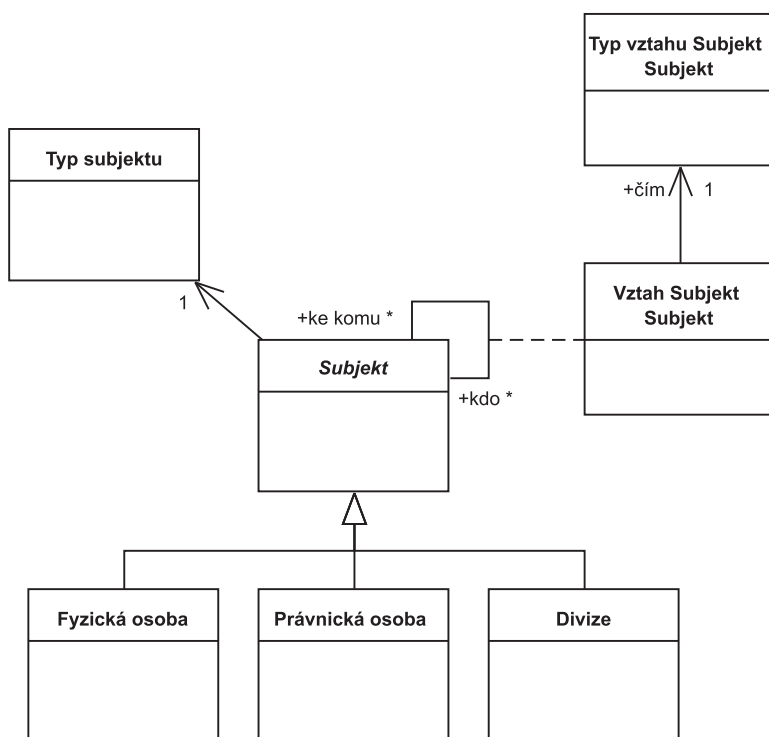 Typ vztahu Subjekt
Subjekt
Typ subjektu
+čím 1
1
+ke komu *
Vztah Subjekt
Subjekt
Subjekt
+kdo *
Fyzická osoba
Právnická osoba
Divize